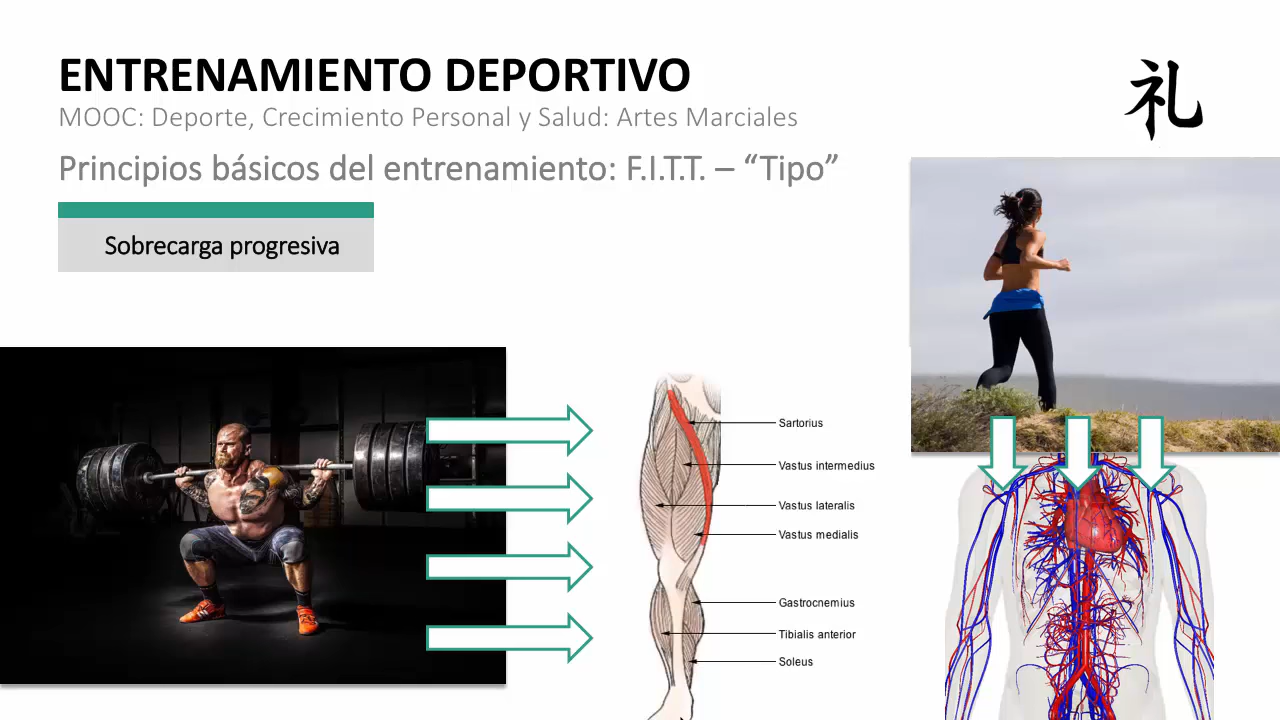 ENTRENAMIENTO DEPORTIVO
MOOC: Deporte, Crecimiento Personal y Salud: Artes Marciales
礼
Principios básicos del entrenamiento: F.I.T.T. – “Tipo”
Sobrecarga progresiva
Sartorius
Vastus intermedius
Vastus lateralis
Vastus medialis
Gastrocnemius
Tibialis anterior
Soleus